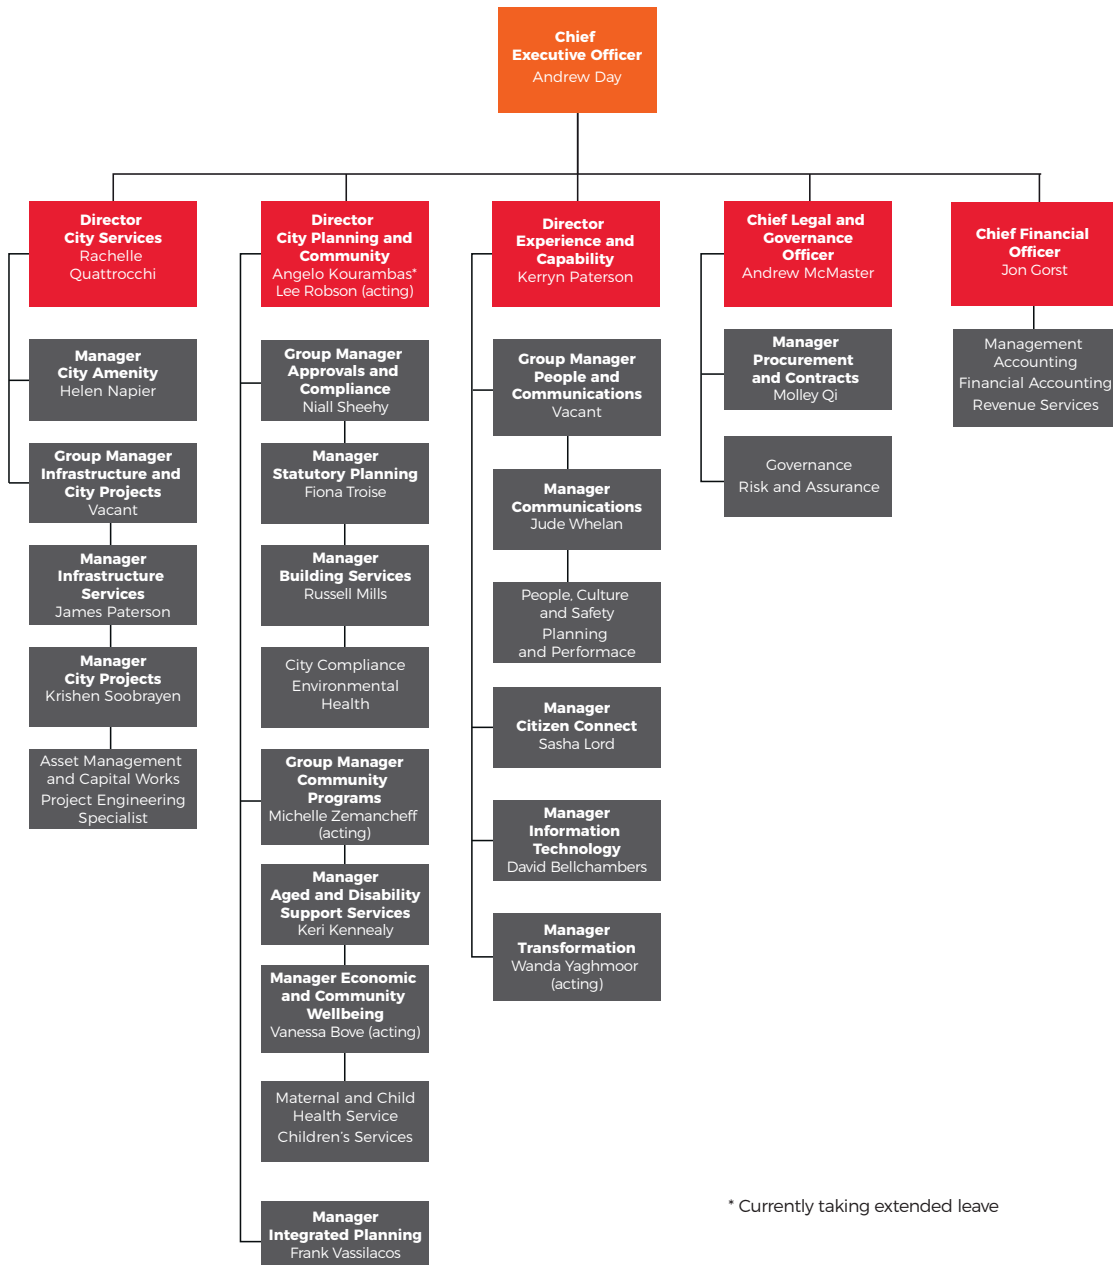 Chief
Executive Officer
Andrew Day
Director
City Services
Rachelle
Quattrocchi
Manager
City Amenity
Helen Napier
Group Manager
Infrastructure and
City Projects
Vacant
Manager
Infrastructure
Services
James Paterson
Manager
City Projects
Krishen Soobrayen
Asset Management
and Capital Works
Project Engineering
Specialist
Director
City Planning and
Community
Angelo Kourambas*
Lee Robson (acting)
Group Manager
Approvals and
Compliance
Niall Sheehy
Manager
Statutory Planning
Fiona Troise
Manager
Building Services
Russell Mills
City Compliance
Environmental
Health
Group Manager
Community
Programs
Michelle Zemancheff
(acting)
Manager
Aged and Disability
Support Services
Keri Kennealy
Manager Economic
and Community
Wellbeing
Vanessa Bove (acting)
Maternal and Child
Health Service
Children's Services
Manager
Integrated Planning
Frank Vassilacos
Director
Experience and
Capability
Kerryn Paterson
Group Manager
People and
Communications
Vacant
Manager
Communications
Jude Whelan
People, Culture
and Safety
Planning
and Performace
Manager
Citizen Connect
Sasha Lord
Manager
Information
Technology
David Bellchambers
Manager
Transformation
Wanda Yaghmoor
(acting)
Chief Legal and
Governance
Officer
Andrew McMaster
Manager
Procurement
and Contracts
Molley Qi
Governance
Risk and Assurance
Chief Financial
Officer
Jon Gorst
Management
Accounting
Financial Accounting
Revenue Services
* Currently taking extended leave